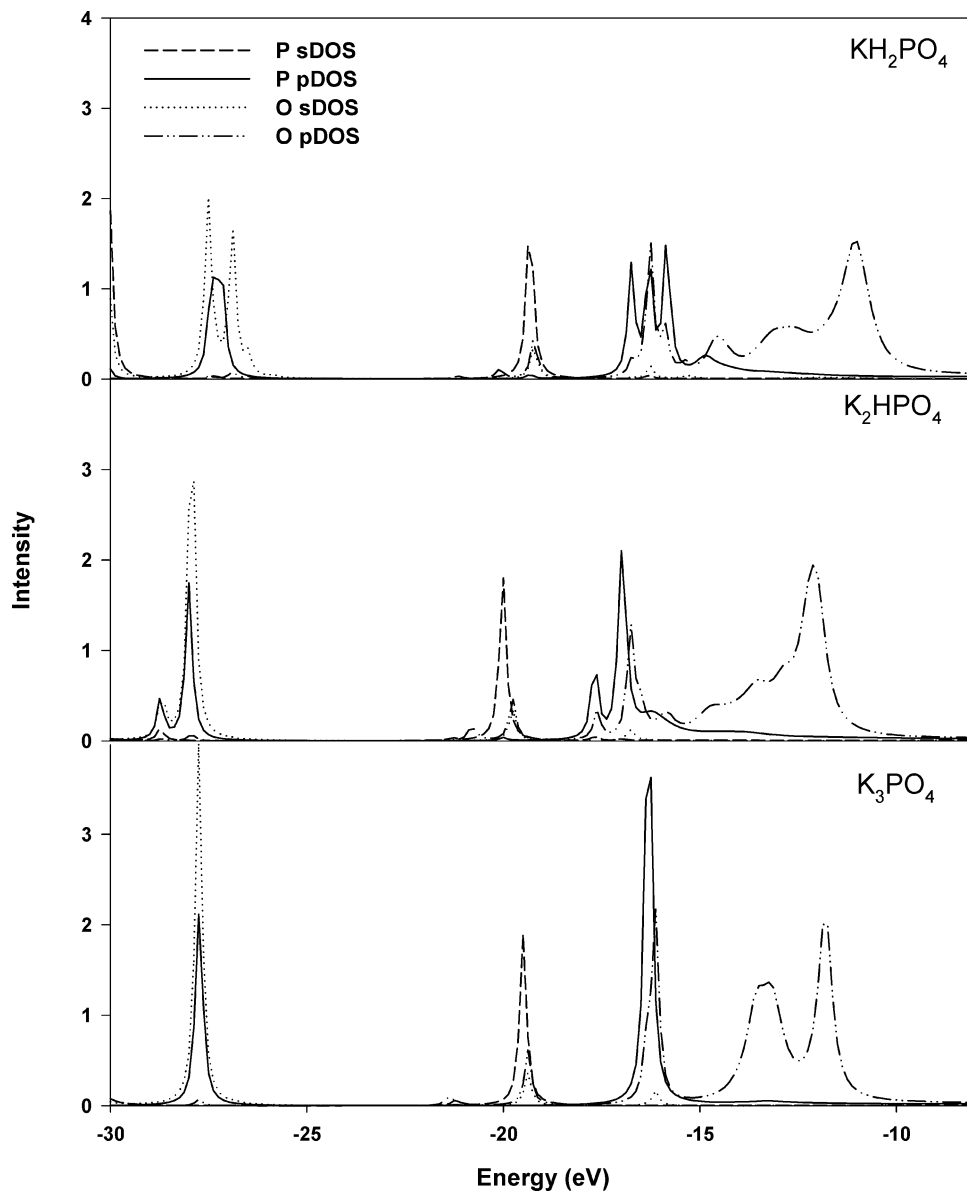 4
KH₂PO₄
P sDOS
P pDOS
3
O sDOS
O pDOS
2
1
0
K₂HPO₄
3
2
1
0
Intensity
K₃PO₄
3
2
1
0
-30 -25 -20 -15 -10
Energy (eV)